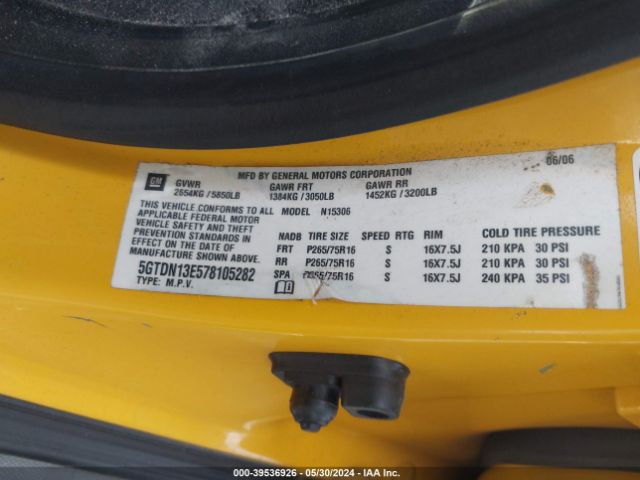 06/06
MFD BY GENERAL MOTORS CORPORATION
GM
GVWR GAWR FRT GAWR RR
2654KG / 5850LB 1384KG / 3050LB 1452KG / 3200LB
THIS VEHICLE CONFORMS TO ALL MODEL N15306
APPLICABLE FEDERAL MOTOR
VEHICLE SAFETY AND THEFT
PREVENTION STANDARDS IN
EFFECT ON THE DATE OF
MANUFACTURE SHOWN ABOVE.
5GTDN13E578105282
TYPE: M.P.V.
NADB TIRE SIZE SPEED RTG RIM COLD TIRE PRESSURE
FRT P265/75R16 S 16X7.5J 210 KPA 30 PSI
RR P265/75R16 S 16X7.5J 210 KPA 30 PSI
SPA P265/75R16 S 16X7.5J 240 KPA 35 PSI
000-39536926 - 05/30/2024 - IAA Inc.